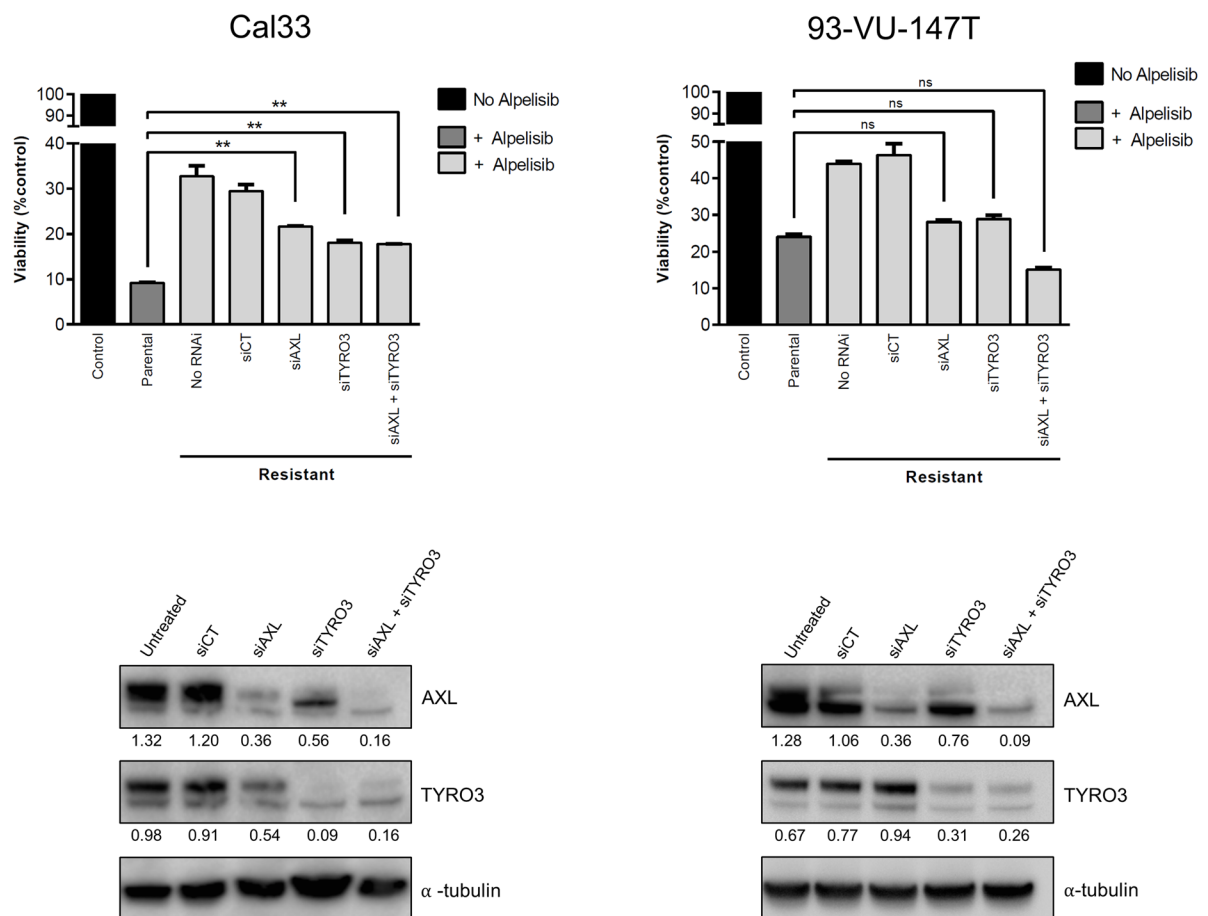 Cal33
93-VU-147T
Viability (%control)
100
90
40
30
20
10
0
**
**
**
No Alpelisib
+ Alpelisib
+ Alpelisib
Control
Parental
No RNAi
siCT
siAXL
siTYRO3
siAXL + siTYRO3
Resistant
Viability (%control)
100
90
50
40
30
20
10
0
ns
ns
ns
No Alpelisib
+ Alpelisib
+ Alpelisib
Control
Parental
No RNAi
siCT
siAXL
siTYRO3
siAXL + siTYRO3
Resistant
Untreated
siCT
siAXL
siTYRO3
siAXL + siTYRO3
AXL
1.32 1.20 0.36 0.56 0.16
TYRO3
0.98 0.91 0.54 0.09 0.16
α -tubulin
Untreated
siCT
siAXL
siTYRO3
siAXL + siTYRO3
AXL
1.28 1.06 0.36 0.76 0.09
TYRO3
0.67 0.77 0.94 0.31 0.26
α-tubulin